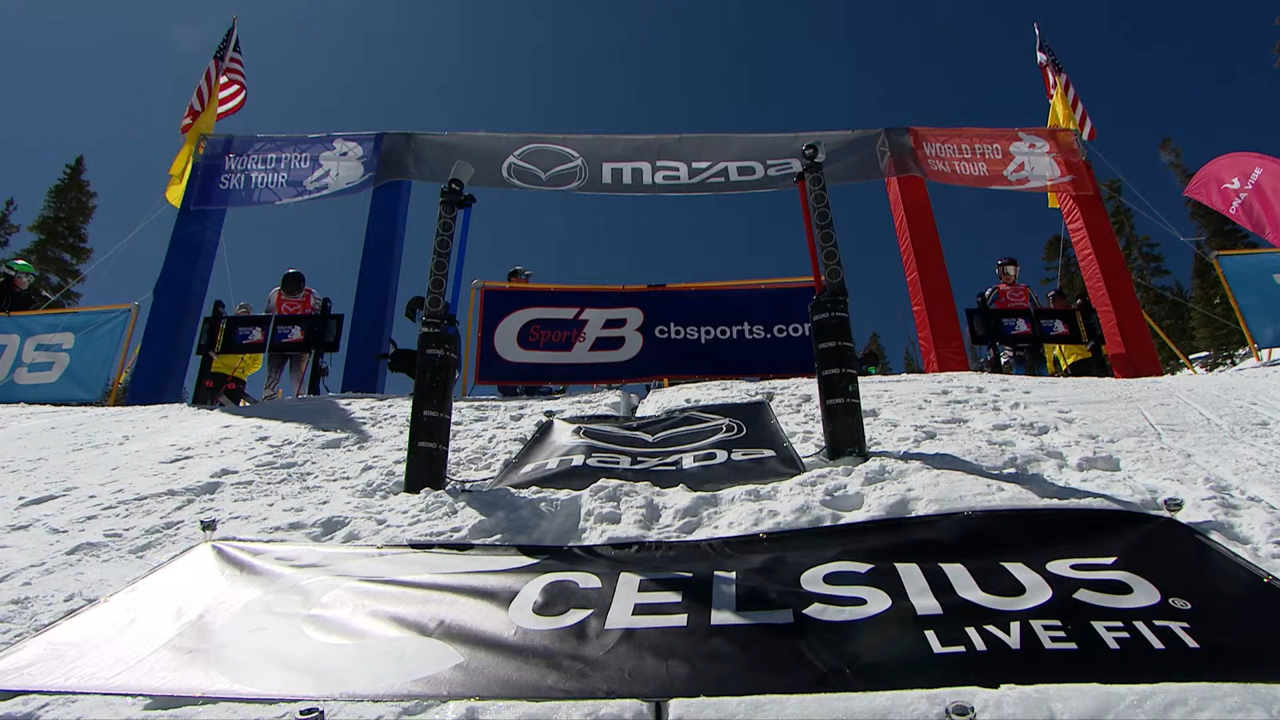 WORLD PRO
SKI TOUR
mazda
WORLD PRO
SKI TOUR
DNA VIBE
CB
Sports
cbsports.com
OS
mazda
CELSIUS®
LIVE FIT